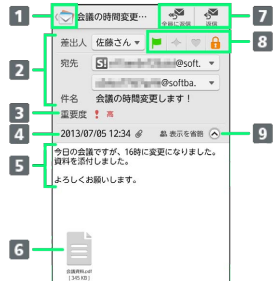 1
会議の時間変更…
全員に返信
返信
7
8
2
差出人 佐藤さん
宛先 S! @soft.
@softba.
件名 会議の時間変更します！
3
重要度 ! 高
4
2013/07/05 12:34 表示を省略
9
5
今日の会議ですが、16時に変更になりました。
資料を添付しました。
よろしくお願いします。
6
会議資料.pdf
[ 345 KB ]